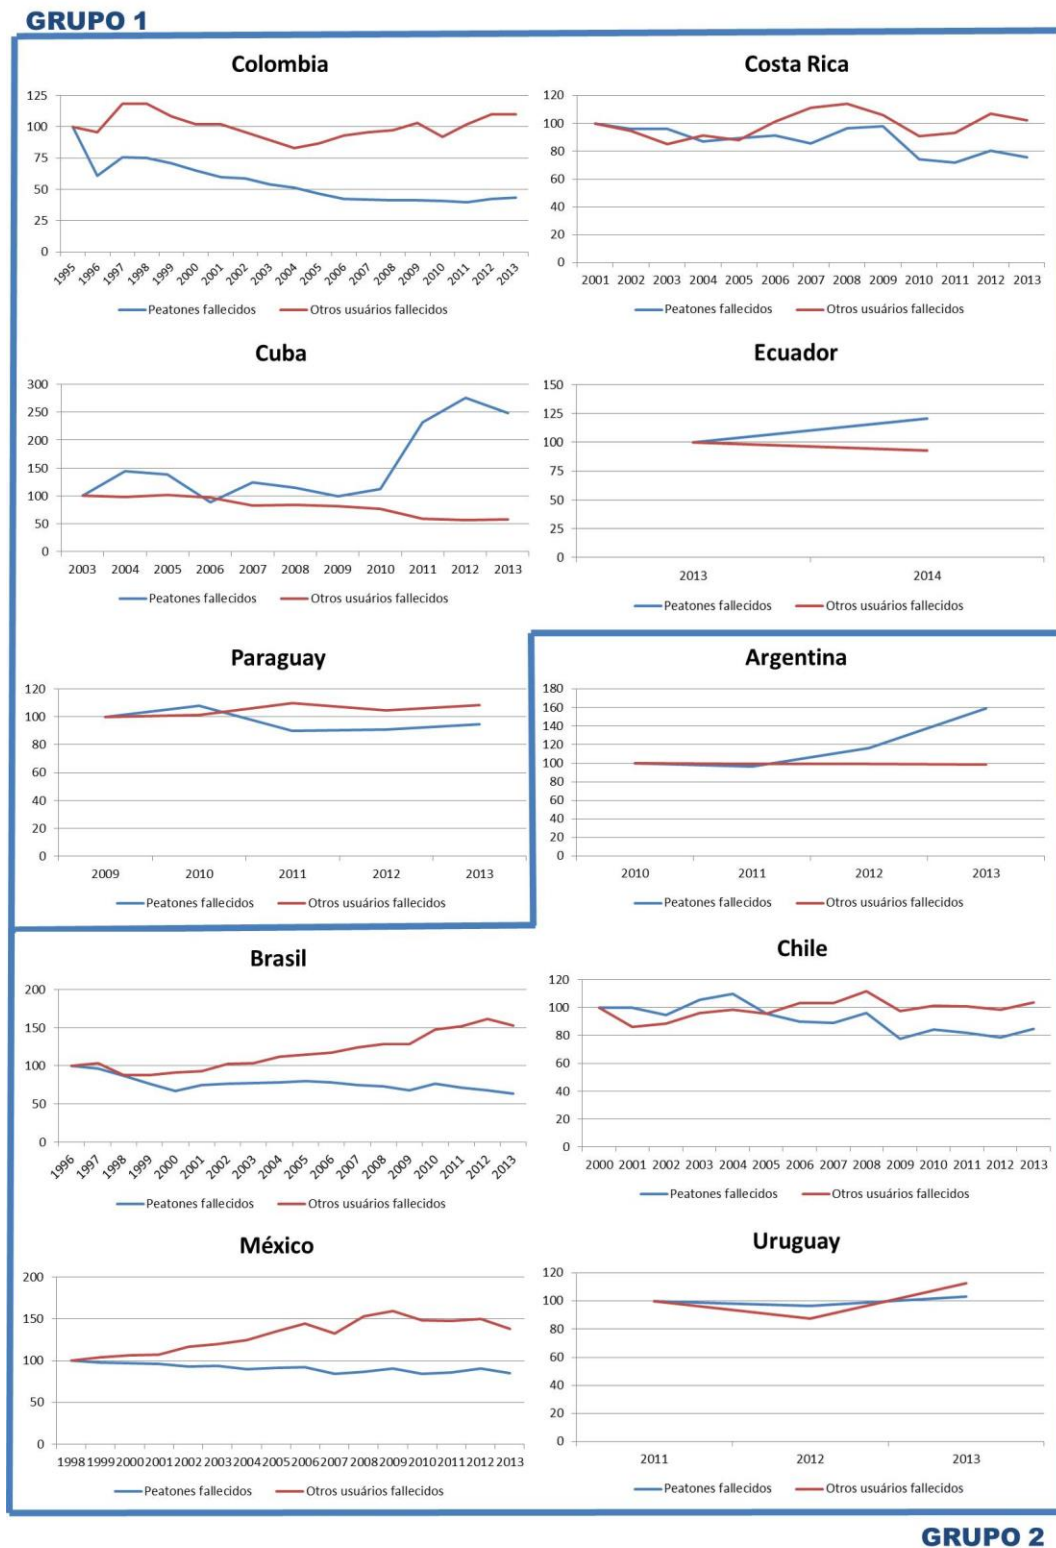 GRUPO 1
Colombia
125
100
75
50
25
0
1995 1996 1997 1998 1999 2000 2001 2002 2003 2004 2005 2006 2007 2008 2009 2010 2011 2012 2013
Peatones fallecidos Otros usuários fallecidos
Costa Rica
120
100
80
60
40
20
0
2001 2002 2003 2004 2005 2006 2007 2008 2009 2010 2011 2012 2013
Peatones fallecidos Otros usuários fallecidos
Cuba
300
250
200
150
100
50
0
2003 2004 2005 2006 2007 2008 2009 2010 2011 2012 2013
Peatones fallecidos Otros usuários fallecidos
Ecuador
150
125
100
75
50
25
0
2013 2014
Peatones fallecidos Otros usuários fallecidos
Paraguay
120
100
80
60
40
20
0
2009 2010 2011 2012 2013
Peatones fallecidos Otros usuários fallecidos
Argentina
180
160
140
120
100
80
60
40
20
0
2010 2011 2012 2013
Peatones fallecidos Otros usuários fallecidos
Brasil
200
150
100
50
0
1996 1997 1998 1999 2000 2001 2002 2003 2004 2005 2006 2007 2008 2009 2010 2011 2012 2013
Peatones fallecidos Otros usuários fallecidos
Chile
120
100
80
60
40
20
0
2000 2001 2002 2003 2004 2005 2006 2007 2008 2009 2010 2011 2012 2013
Peatones fallecidos Otros usuários fallecidos
México
200
150
100
50
0
1998 1999 2000 2001 2002 2003 2004 2005 2006 2007 2008 2009 2010 2011 2012 2013
Peatones fallecidos Otros usuários fallecidos
Uruguay
120
100
80
60
40
20
0
2011 2012 2013
Peatones fallecidos Otros usuários fallecidos
GRUPO 2